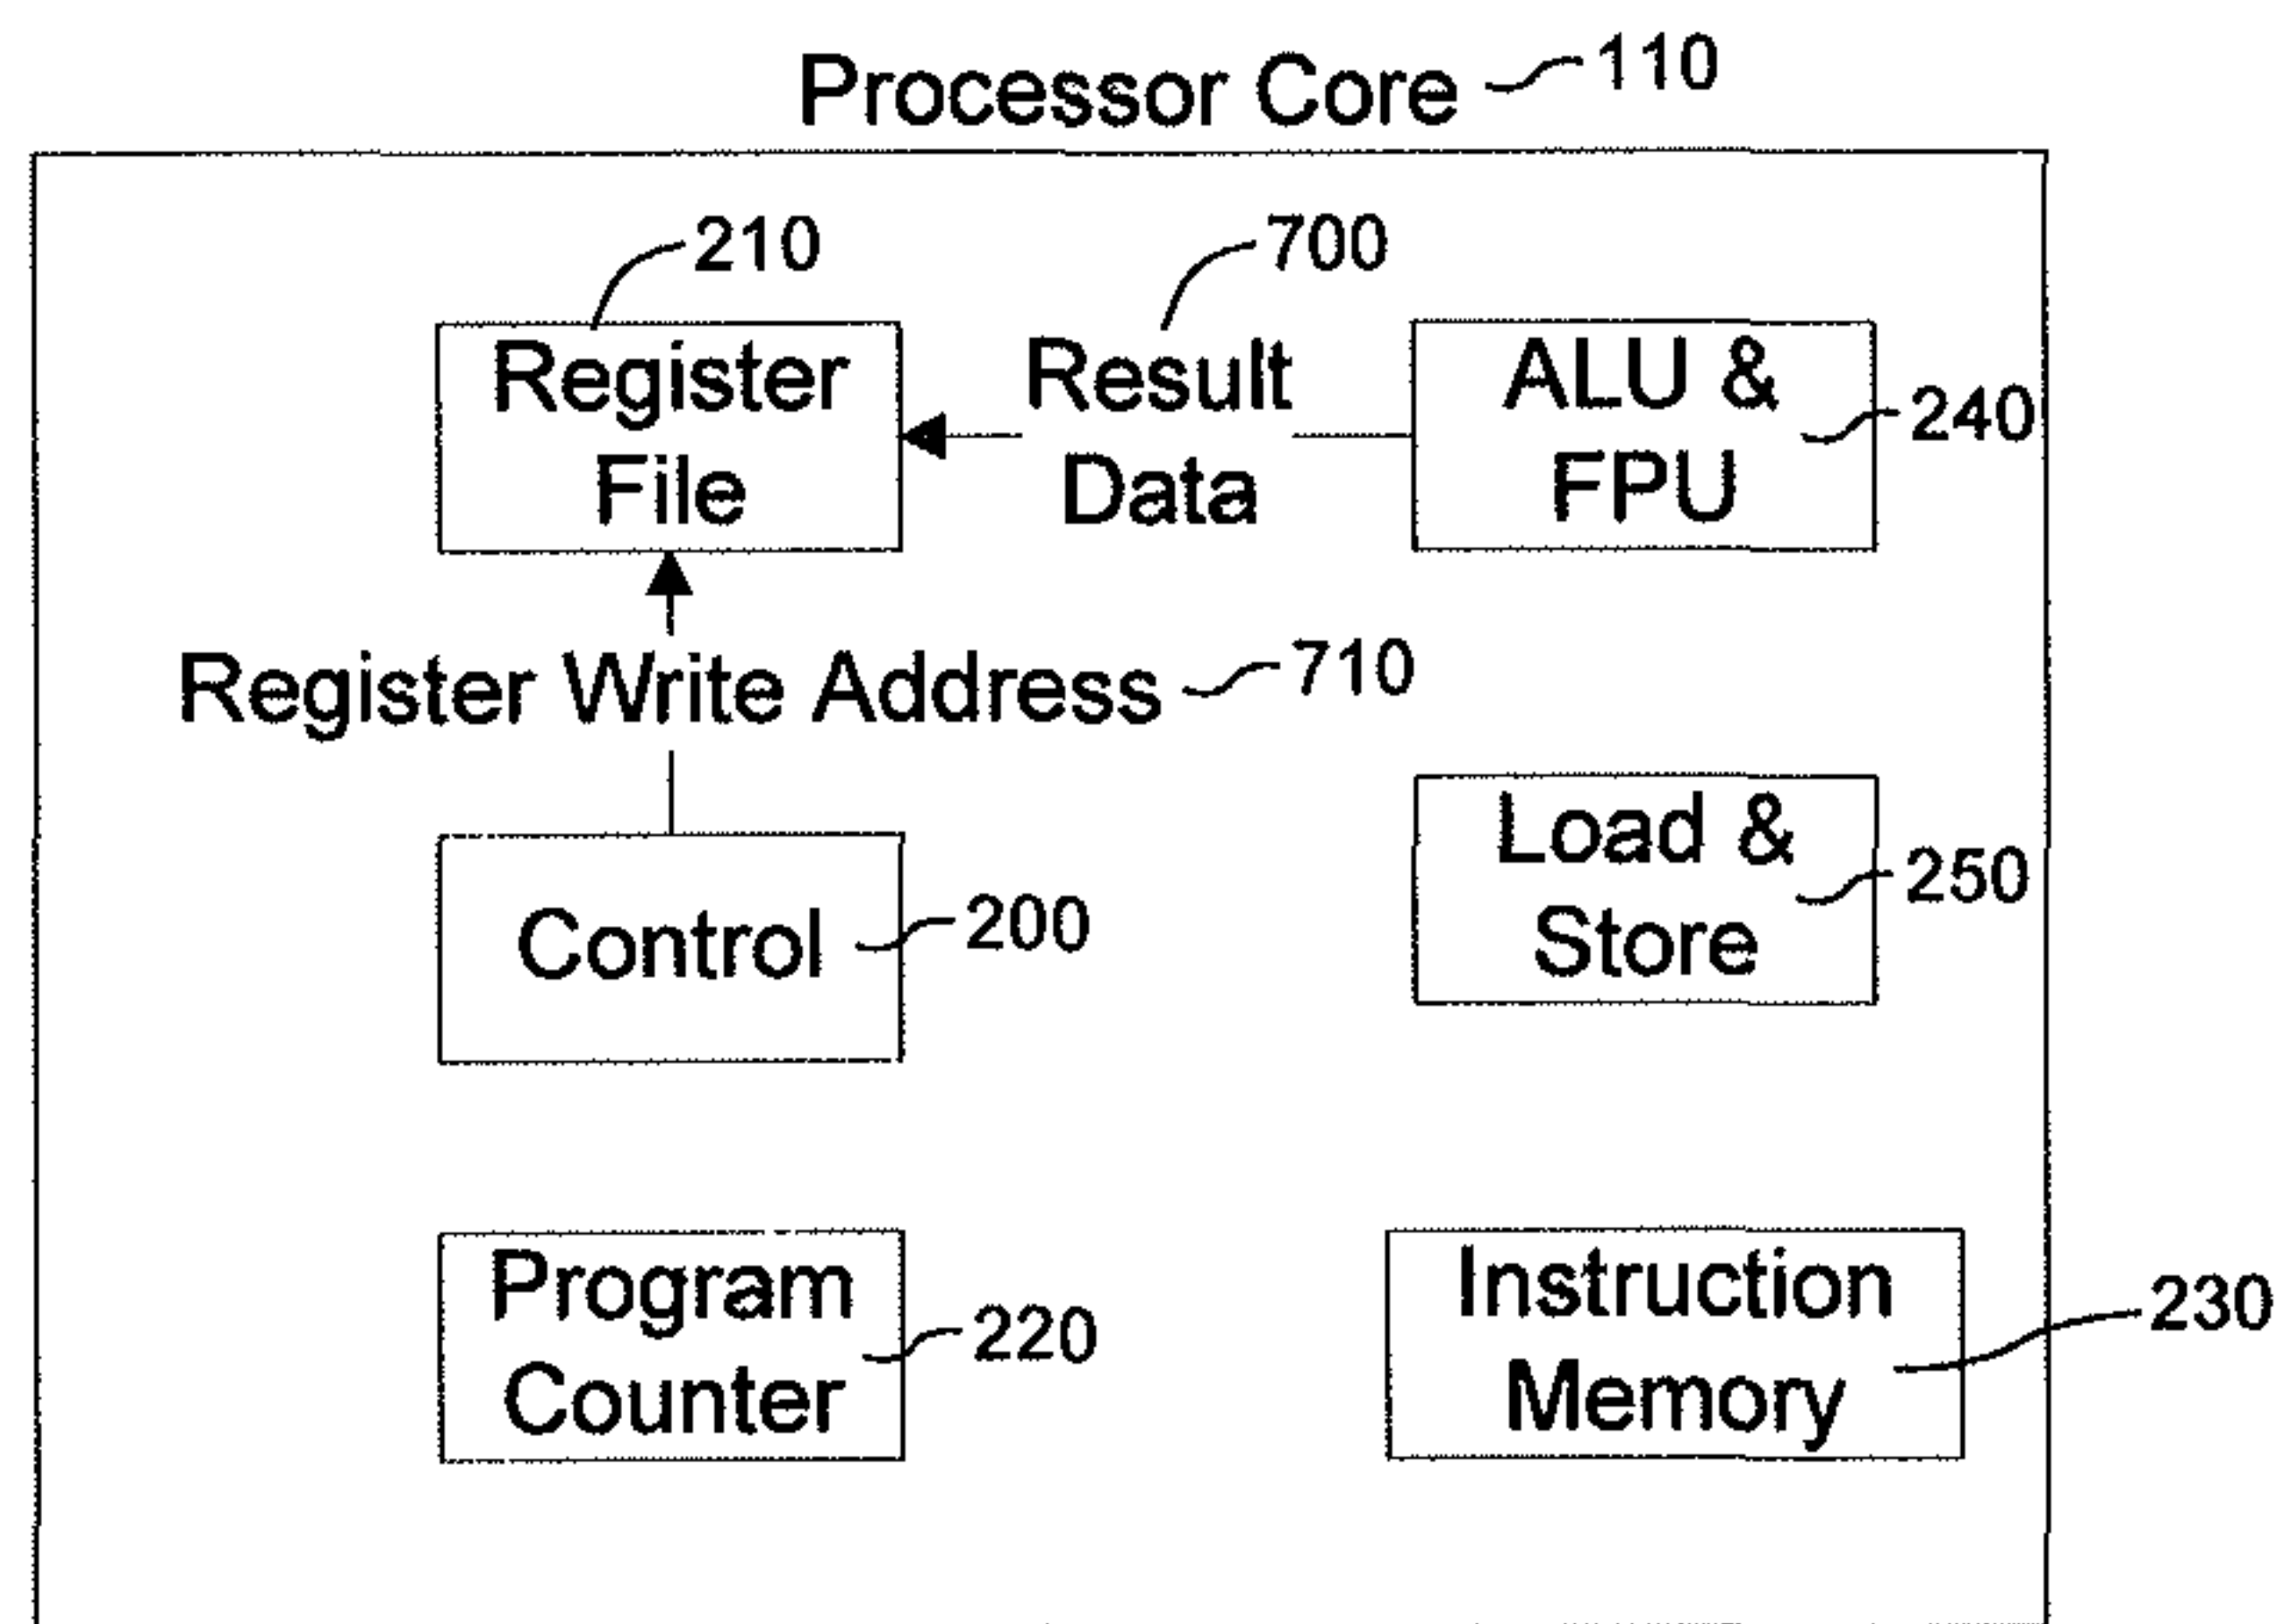 Processor Core 110
210
700
Register
File
Result
Data
ALU &
FPU
240
Register Write Address 710
Control 200
Load &
Store
250
Program
Counter
220
Instruction
Memory
230